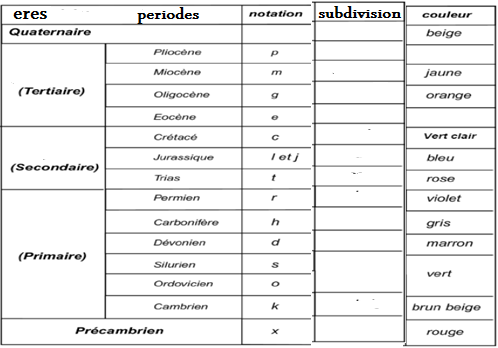 eres periodes notation subdivision couleur
Quaternaire beige
Pliocène p
(Tertiaire) Miocène m jaune
Oligocène g orange
Eocène e
Crétacé c Vert clair
(Secondaire) Jurassique l et j bleu
Trias t rose
Permien r violet
Carbonifère h gris
(Primaire) Dévonien d marron
Silurien s vert
Ordovicien o
Cambrien k brun beige
Précambrien x rouge